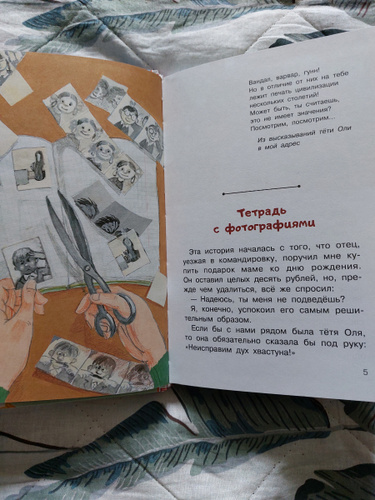 Вандал, варвар, гунн!
Но в отличие от них на тебе
лежит печать цивилизации
нескольких столетий!
Может быть, ты считаешь,
это не имеет значения?
Посмотрим, посмотрим...
Из высказываний тёти Оли
в мой адрес
Тетрадь
с фотографиями
Эта история началась с того, что отец,
уезжая в командировку, поручил мне ку-
пить подарок маме ко дню рождения.
Он оставил целых десять рублей, но, пре-
жде чем удалиться, всё же спросил:
— Надеюсь, ты меня не подведёшь?
Я, конечно, успокоил его самым реши-
тельным образом.
Если бы с нами рядом была тётя Оля,
то она обязательно сказала бы под руку:
«Неисправим дух хвастуна!»
5